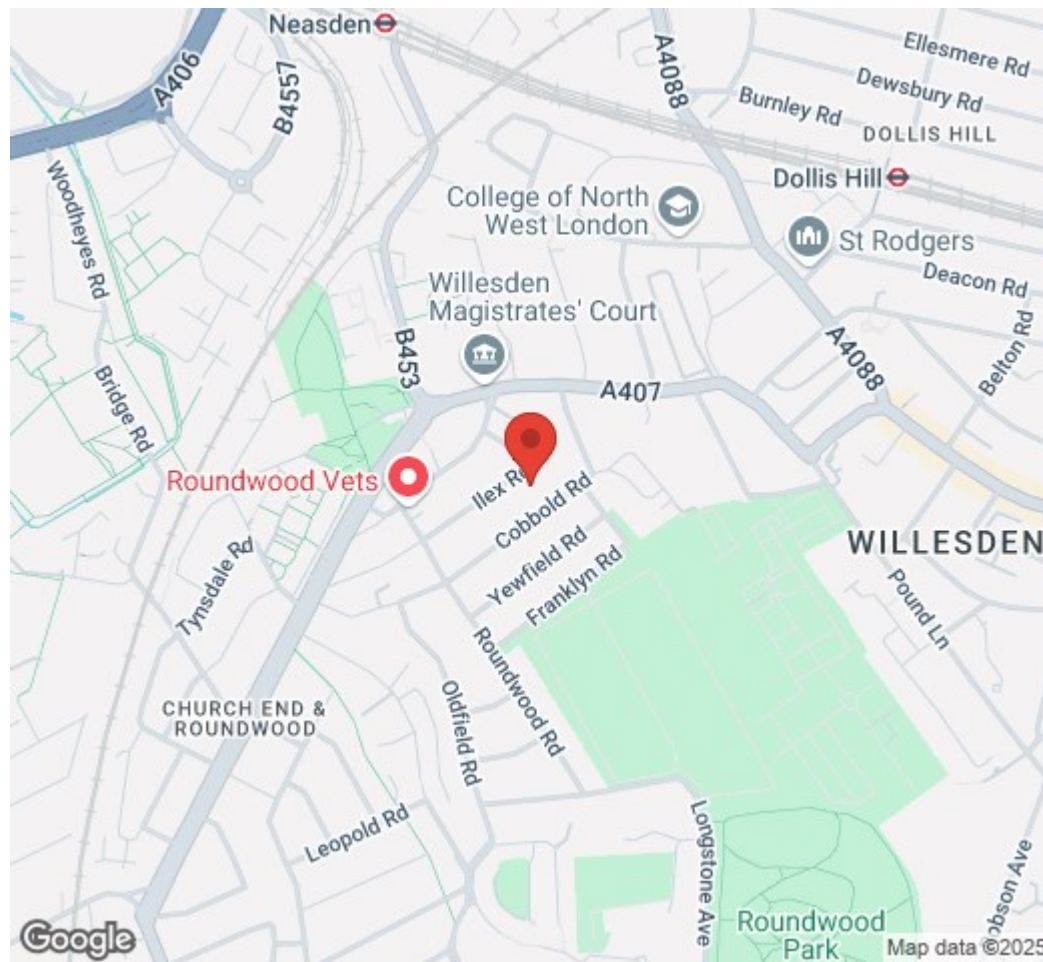 Neasden
A406
B4557
A4088
Ellesmere Rd
Dewsbury Rd
Burnley Rd
DOLLIS HILL
Dollis Hill
Woodheyes Rd
College of North
West London
St Rodgers
Deacon Rd
Willesden
Magistrates' Court
Belton Rd
B453
A4088
A407
Bridge Rd
Roundwood Vets
Ilex
Cobbold Rd
Yewfield Rd
Franklyn Rd
WILLESDEN
Pound Ln
Tynsdale Rd
Roundwood Rd
Oldfield Rd
CHURCH END &
ROUNDWOOD
Leopold Rd
Longstone Ave
Roundwood
Park
obson Ave
Google
Map data ©2025